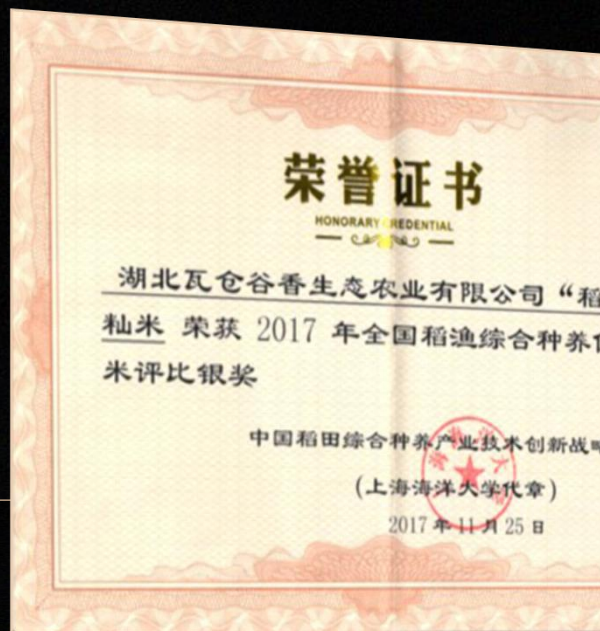 荣誉证书
HONORARY CREDENTIAL
湖北瓦仓谷香生态农业有限公司“稻
籼米 荣获 2017 年全国稻渔综合种养优
米评比银奖
中国稻田综合种养产业技术创新战略
(上海海洋大学代章)
2017 年 11 月 25 日